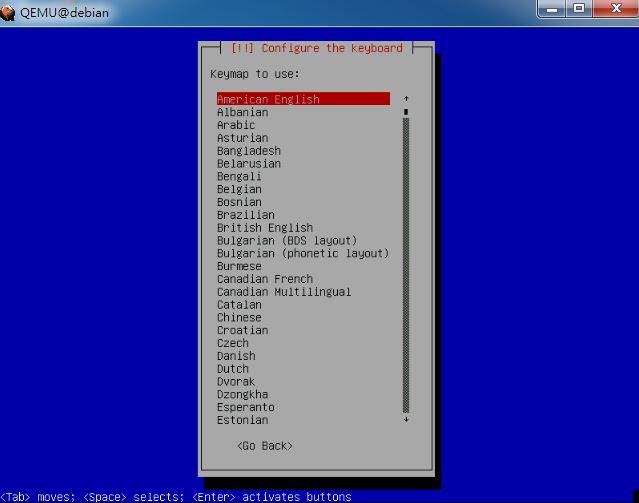 QEMU@debian
[!!] Configure the keyboard
Keymap to use:
American English
Albanian
Arabic
Asturian
Bangladesh
Belarusian
Bengali
Belgian
Bosnian
Brazilian
British English
Bulgarian (BDS layout)
Bulgarian (phonetic layout)
Burmese
Canadian French
Canadian Multilingual
Catalan
Chinese
Croatian
Czech
Danish
Dutch
Dvorak
Dzongkha
Esperanto
Estonian
<Go Back>
<Tab> moves; <Space> selects; <Enter> activates buttons